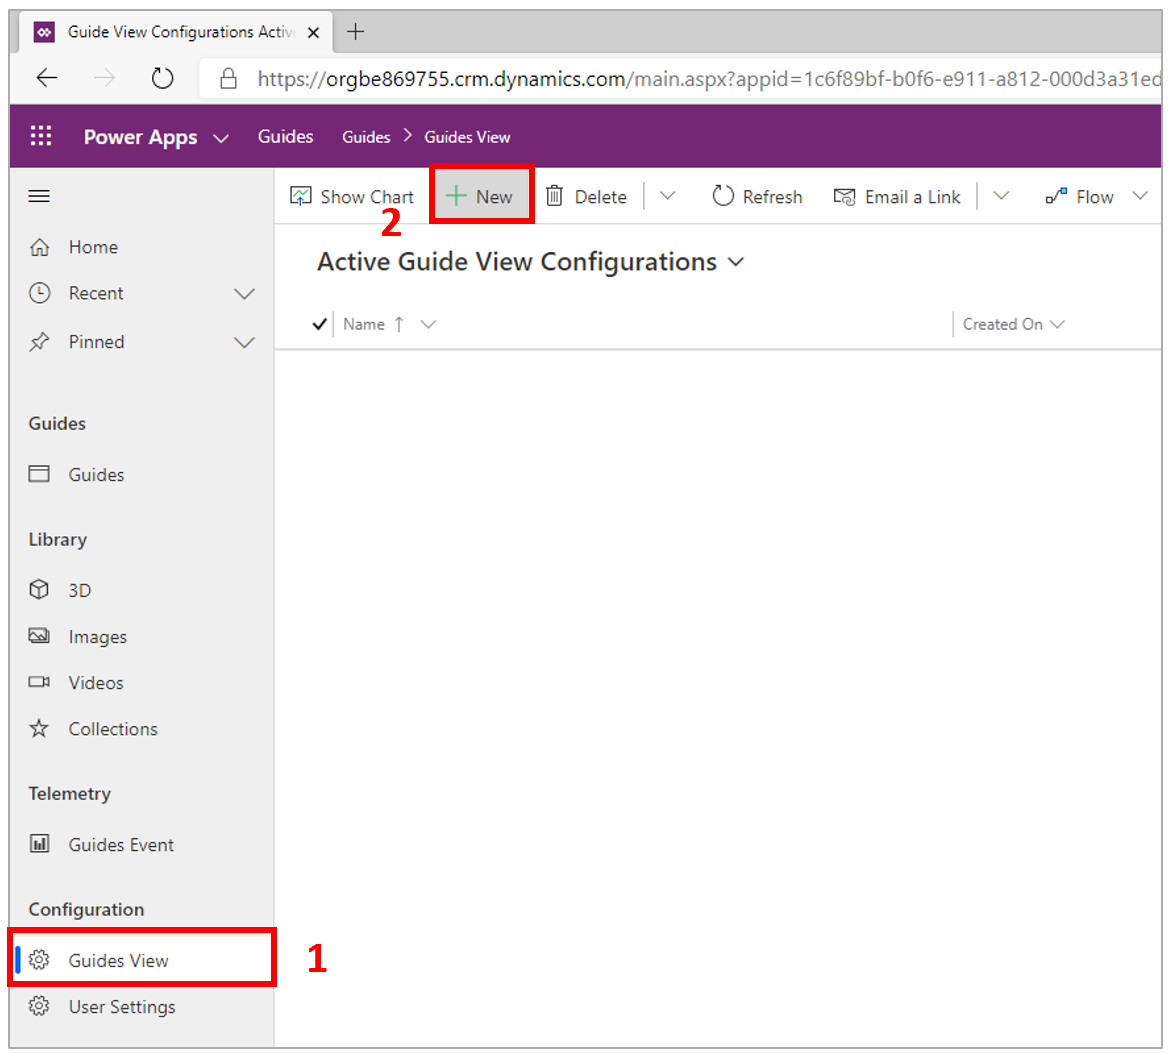 Guide View Configurations Activ
https://orgbe869755.crm.dynamics.com/main.aspx?appid=1c6f89bf-b0f6-e911-a812-000d3a31ed
Power Apps Guides Guides > Guides View
Show Chart + New Delete Refresh Email a Link Flow
2
Active Guide View Configurations
Name ↑ Created On
Home
Recent
Pinned
Guides
Guides
Library
3D
Images
Videos
Collections
Telemetry
Guides Event
Configuration
Guides View 1
User Settings